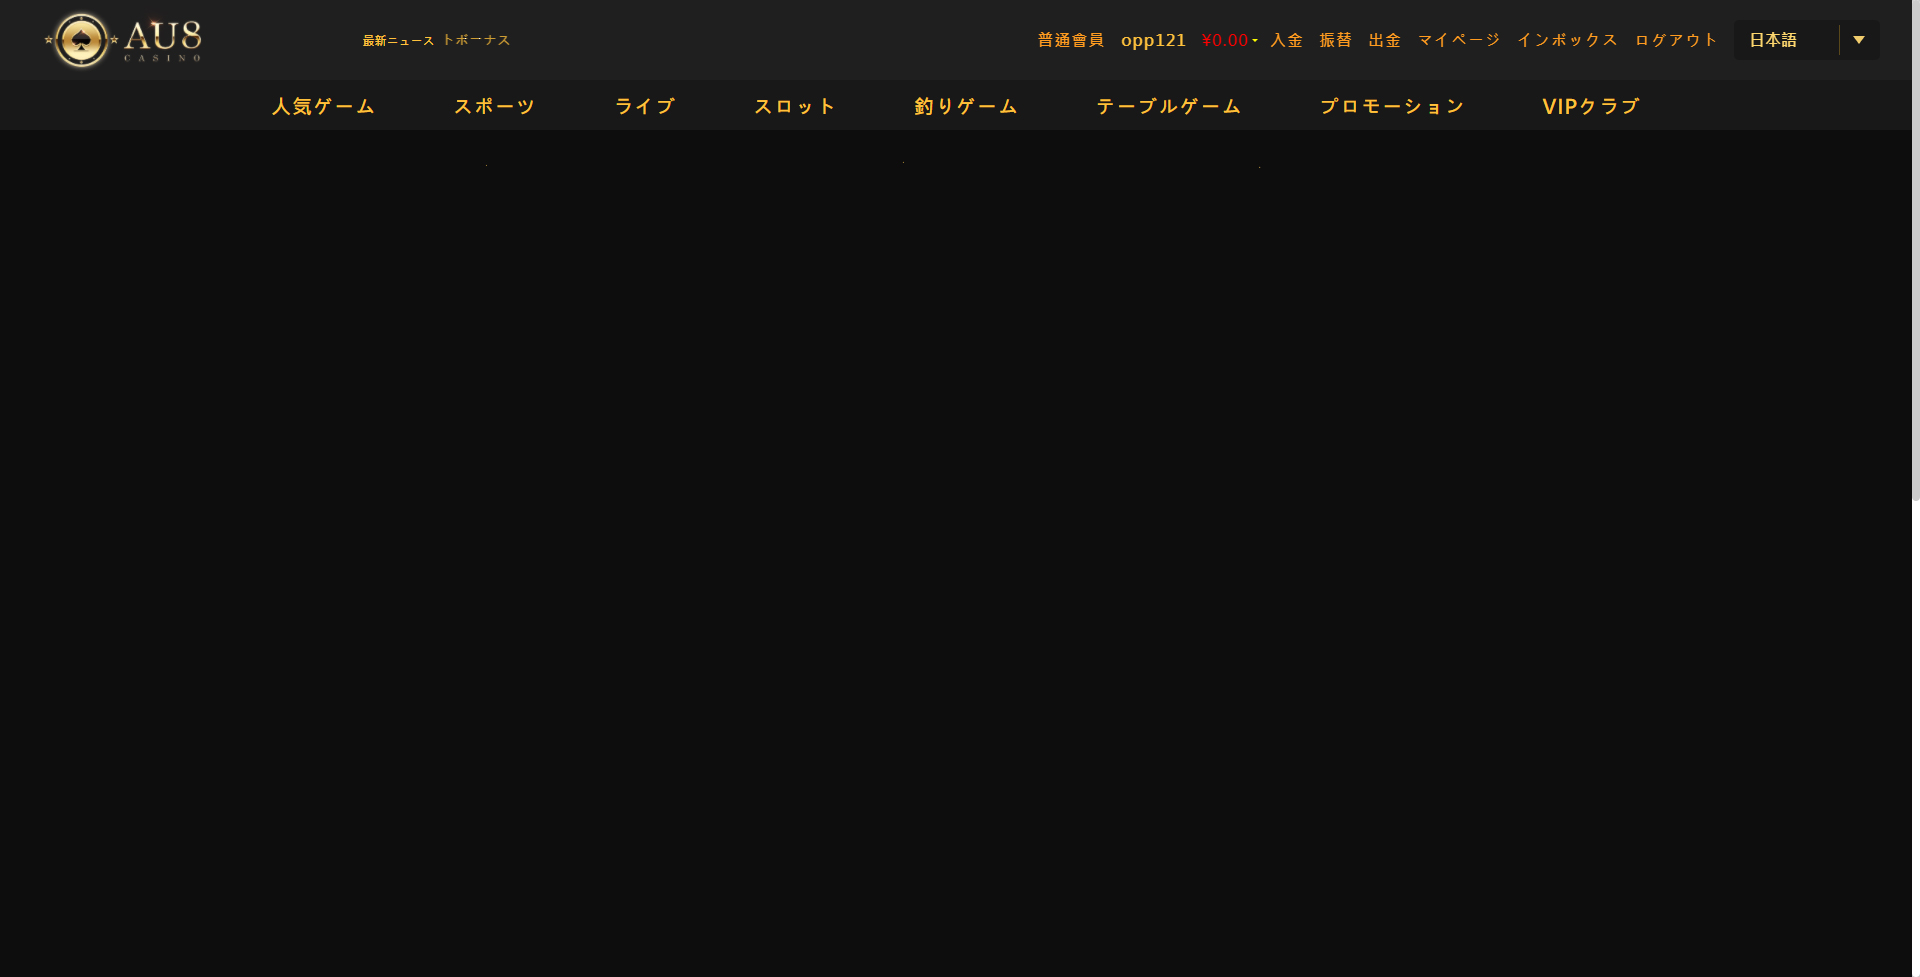 AU8
CASINO
最新ニュース トボーナス
普通會員 opp121 ¥0.00 入金 振替 出金 マイページ インボックス ログアウト 日本語
人気ゲーム スポーツ ライブ スロット 釣りゲーム テーブルゲーム プロモーション VIPクラブ